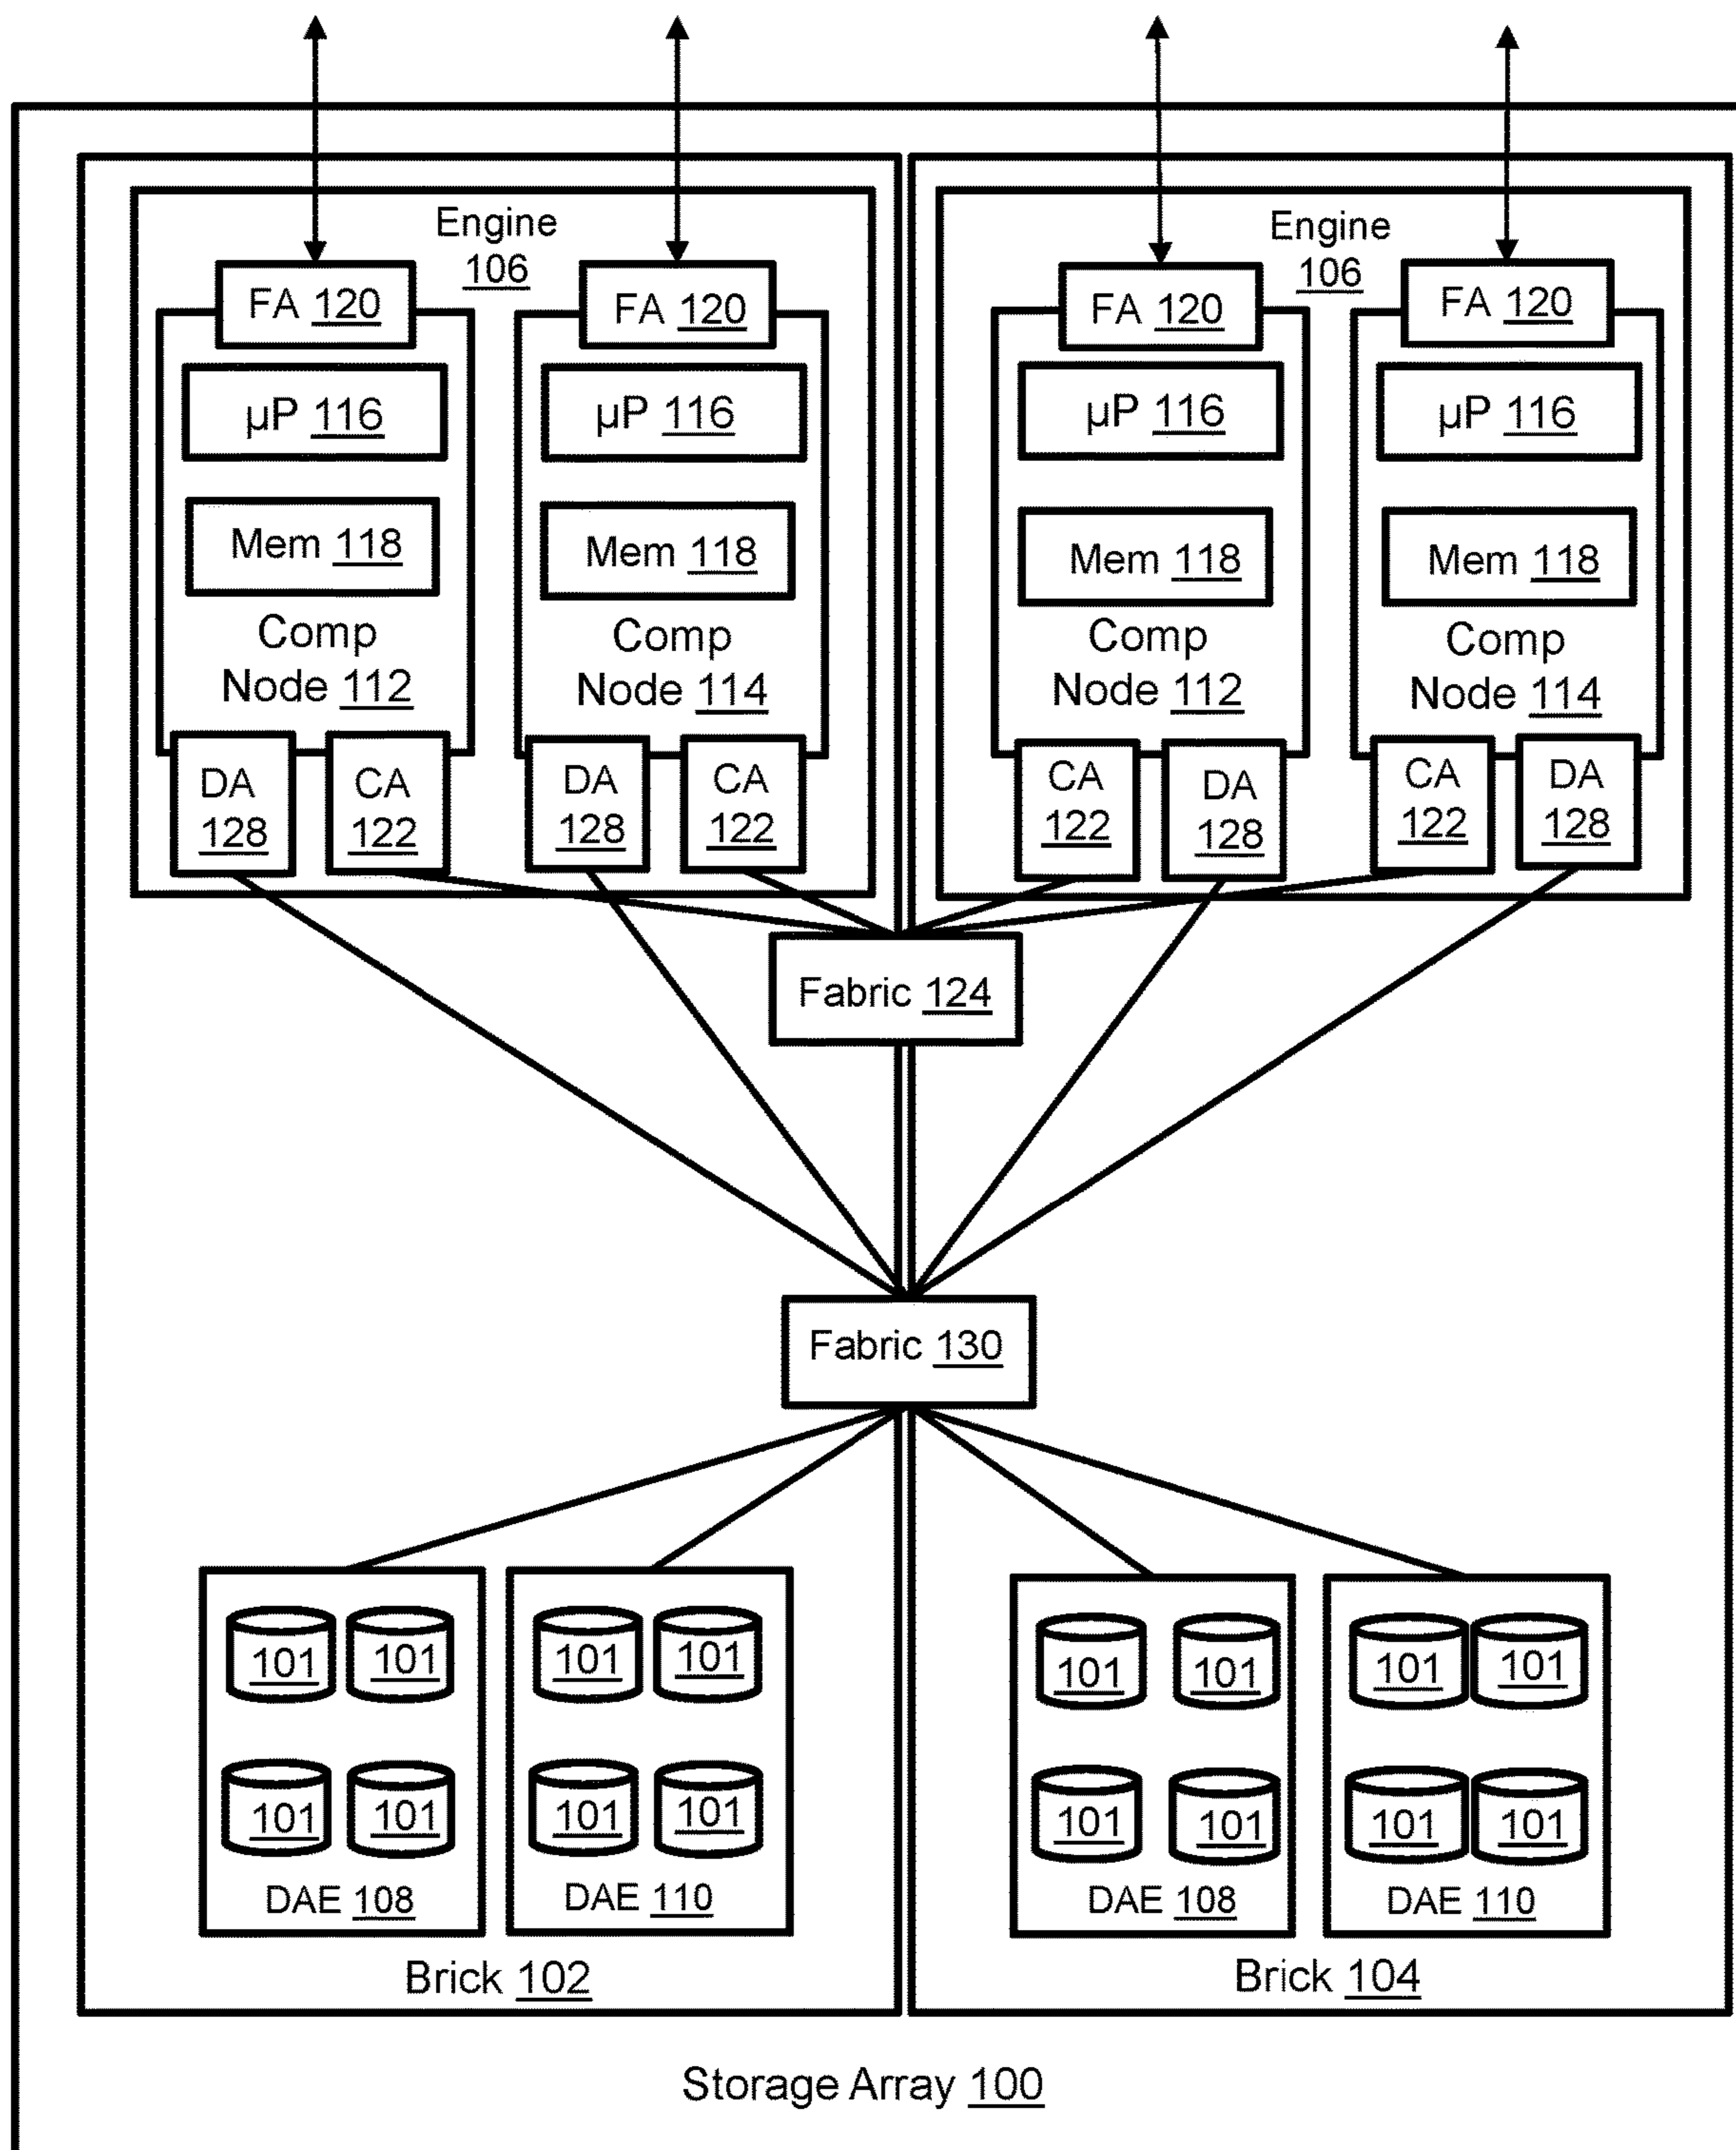 Engine
106
FA 120
FA 120
µP 116
µP 116
Mem 118
Mem 118
Comp
Node 112
Comp
Node 114
DA
128
CA
122
DA
128
CA
122
Engine
106
FA 120
FA 120
µP 116
µP 116
Mem 118
Mem 118
Comp
Node 112
Comp
Node 114
CA
122
DA
128
CA
122
DA
128
Fabric 124
Fabric 130
101
101
101
101
DAE 108
101
101
101
101
DAE 110
Brick 102
101
101
101
101
DAE 108
101
101
101
101
DAE 110
Brick 104
Storage Array 100